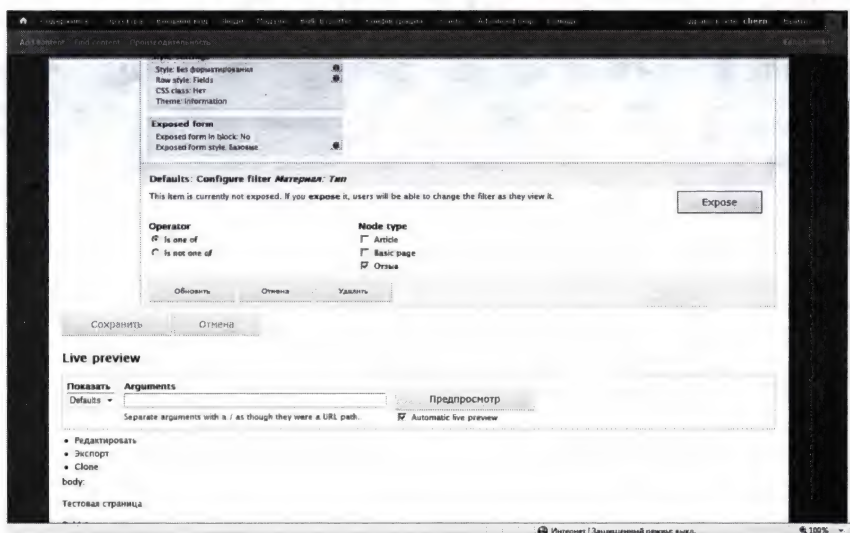 Style: Без форматирования
Row style: Fields
CSS class: Нет
Theme: Information
Exposed form
Exposed form in block: No
Exposed form style: Базовые
Defaults: Configure filter Материал: Тип
This item is currently not exposed. If you expose it, users will be able to change the filter as they view it.
Expose
Operator
Node type
Is one of
Article
Is not one of
Basic page
Отзыв
Обновить Отмена Удалить
Сохранить Отмена
Live preview
Показать Arguments
Defaults
Предпросмотр
Separate arguments with a / as though they were a URL path.
Automatic live preview
Редактировать
Экспорт
Clone
body:
Тестовая страница
Интернет | Защищенный режим: выкл.
100%